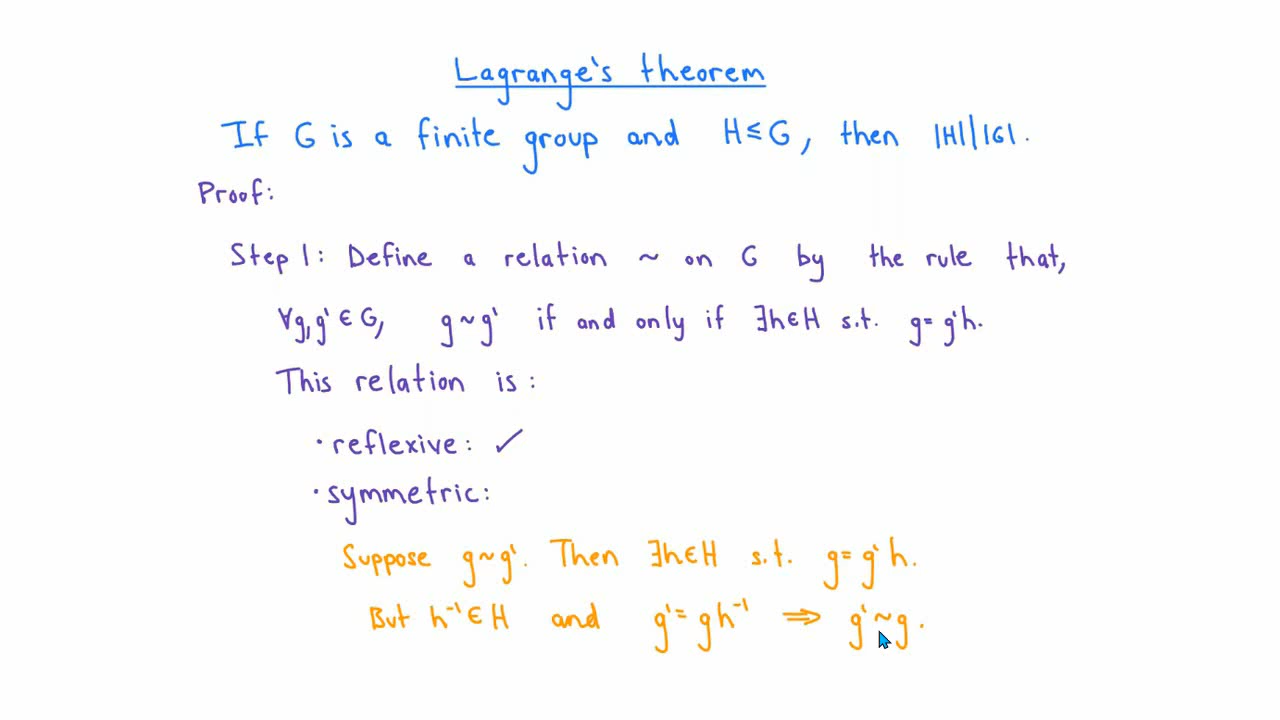 Lagrange's theorem
If G is a finite group and H ≤ G, then |H| | |G|.
Proof:
Step 1: Define a relation ~ on G by the rule that,
∀g,g' ∈ G, g ~ g' if and only if ∃h ∈ H s.t. g = g'h.
This relation is:
• reflexive: ✓
• symmetric:
Suppose g ~ g'. Then ∃h ∈ H s.t. g = g'h.
But h⁻¹ ∈ H and g' = gh⁻¹ ⟹ g' ~ g.